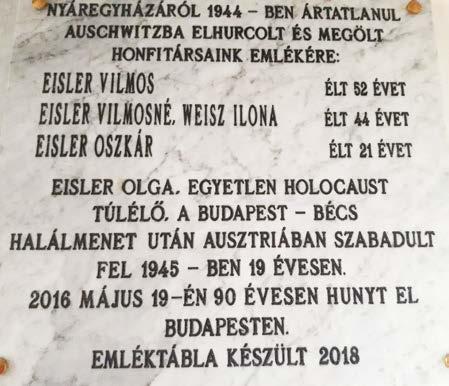 NYÁREGYHÁZÁRÓL 1944 – BEN ÁRTATLANUL
AUSCHWITZBA ELHURCOLT ÉS MEGÖLT
HONFITÁRSAINK EMLÉKÉRE:
EISLER VILMOS ÉLT 52 ÉVET
EISLER VILMOSNÉ, WEISZ ILONA ÉLT 44 ÉVET
EISLER OSZKÁR ÉLT 21 ÉVET
EISLER OLGA. EGYETLEN HOLOCAUST
TÚLÉLŐ. A BUDAPEST – BÉCS
HALÁLMENET UTÁN AUSZTRIÁBAN SZABADULT
FEL 1945 – BEN 19 ÉVESEN.
2016 MÁJUS 19-ÉN 90 ÉVESEN HUNYT EL
BUDAPESTEN.
EMLÉKTÁBLA KÉSZÜLT 2018